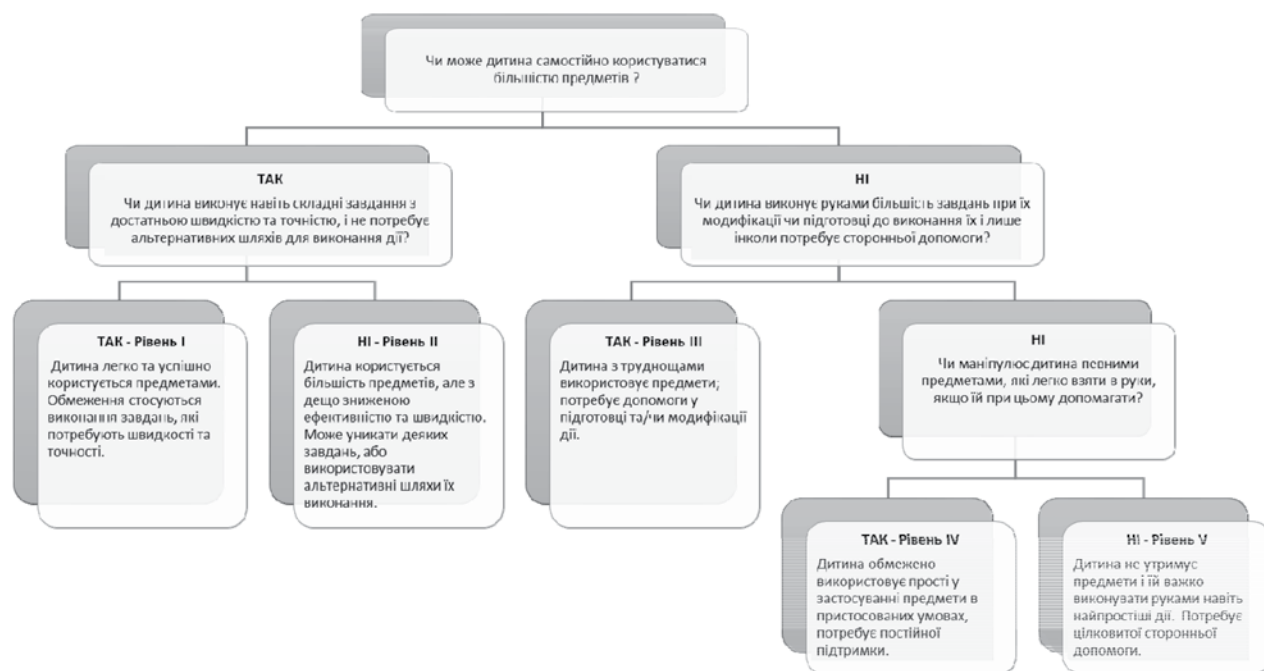 Чи може дитина самостійно користуватися
більшістю предметів ?
ТАК
Чи дитина виконує навіть складні завдання з
достатньою швидкістю та точністю, і не потребує
альтернативних шляхів для виконання дії?
НІ
Чи дитина виконує руками більшість завдань при їх
модифікації чи підготовці до виконання їх і лише
інколи потребує сторонньої допомоги?
ТАК - Рівень I
Дитина легко та успішно
користується предметами.
Обмеження стосуються
виконання завдань, які
потребують швидкості та
точності.
НІ - Рівень II
Дитина користується
більшість предметів, але з
дещо зниженою
ефективністю та швидкістю.
Може уникати деяких
завдань, або
використовувати
альтернативні шляхи їх
виконання.
ТАК - Рівень III
Дитина з труднощами
використовує предмети;
потребує допомоги у
підготовці та/чи модифікації
дії.
НІ
Чи маніпулює дитина певними
предметами, які легко взяти в руки,
якщо їй при цьому допомагати?
ТАК - Рівень IV
Дитина обмежено
використовує прості у
застосуванні предмети в
пристосованих умовах,
потребує постійної
підтримки.
НІ - Рівень V
Дитина не утримує
предмети і їй важко
виконувати руками навіть
найпростіші дії. Потребує
цілковитої сторонньої
допомоги.